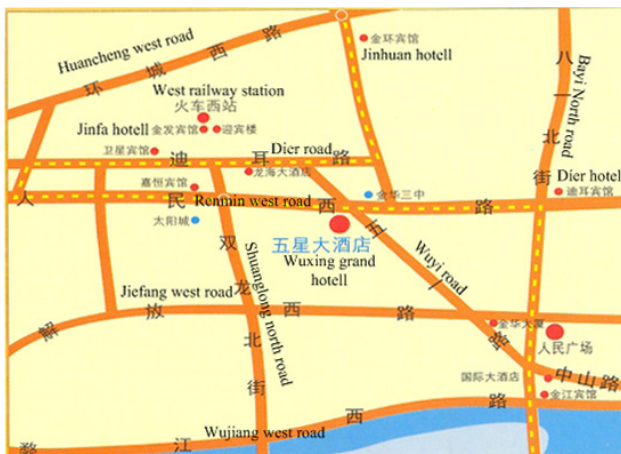 Huancheng west road
环城西路
金环宾馆
Jinhuan hotell
八一北街
Bayi North road
West railway station
火车西站
Jinfa hotell
金发宾馆
迎宾楼
卫星宾馆
Dier road
迪耳路
龙海大酒店
嘉恒宾馆
金华三中
Dier hotel
迪耳宾馆
人民西路
Renmin west road
太阳城
五星大酒店
Wuxing grand
hotell
五一路
Wuyi road
双龙北街
Shuanglong north road
Jiefang west road
解放西路
金华大厦
人民广场
国际大酒店
中山路
金江宾馆
婺江西路
Wujiang west road